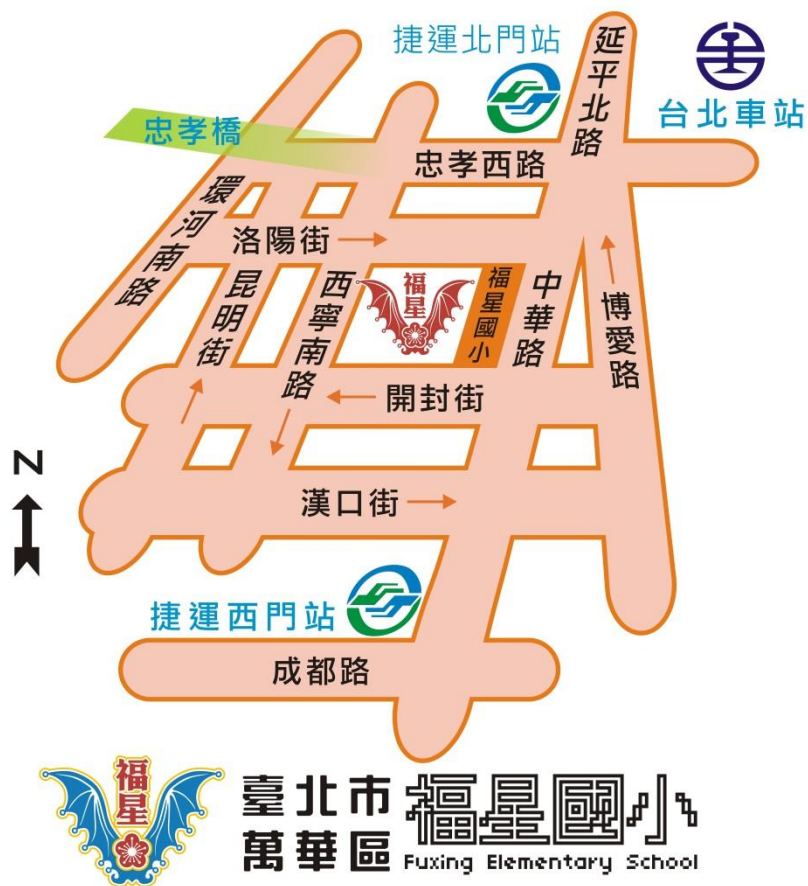 捷運北門站
延平北路
台北車站
忠孝橋
忠孝西路
環河南路
洛陽街
昆明街
西寧南路
福星
福星國小
中華路
博愛路
開封街
N
漢口街
捷運西門站
成都路
福星
臺北市
萬華區
福星國小
Fuxing Elementary School